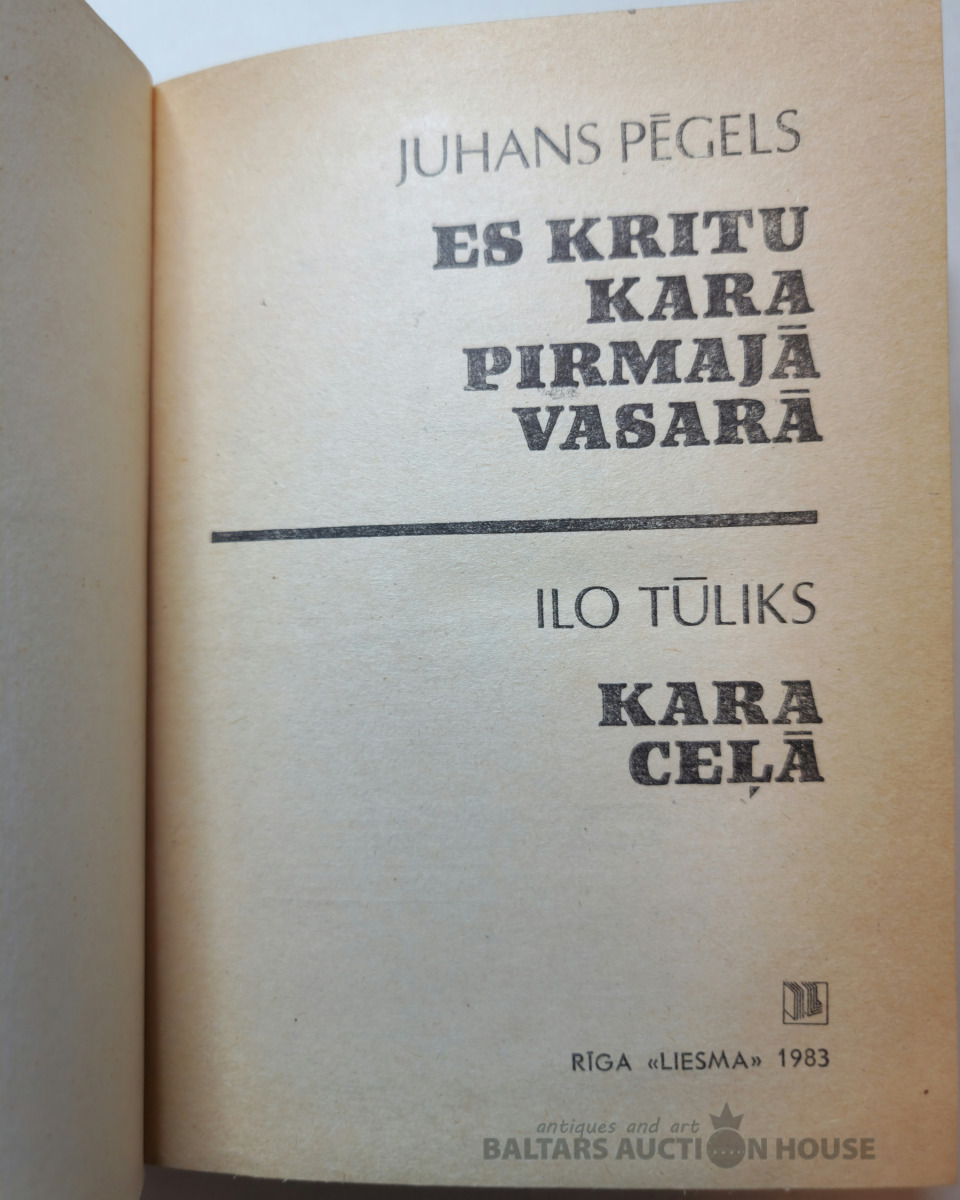 JUHANS PĒGELS
ES KRITU
KARA
PIRMAJĀ
VASARĀ
ILO TŪLIKS
KARA
CEĻĀ
RĪGA «LIESMA» 1983
antiques and art
BALTARS AUCTION HOUSE